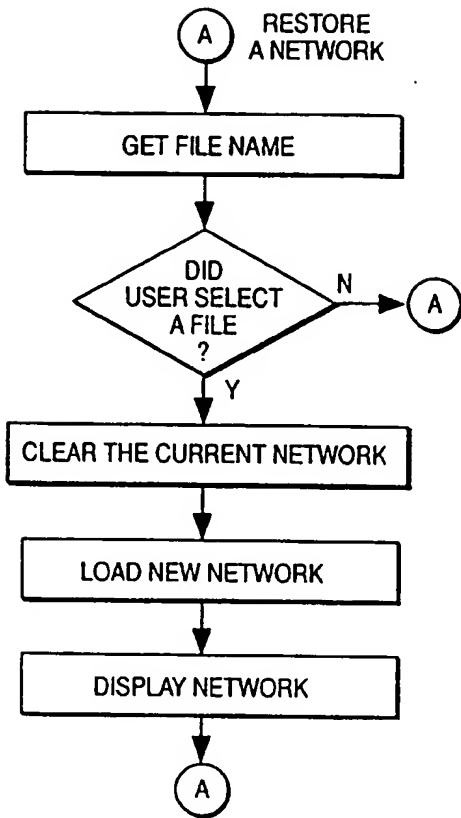 A
RESTORE
A NETWORK
GET FILE NAME
DID
USER SELECT
A FILE
?
N
A
Y
CLEAR THE CURRENT NETWORK
LOAD NEW NETWORK
DISPLAY NETWORK
A